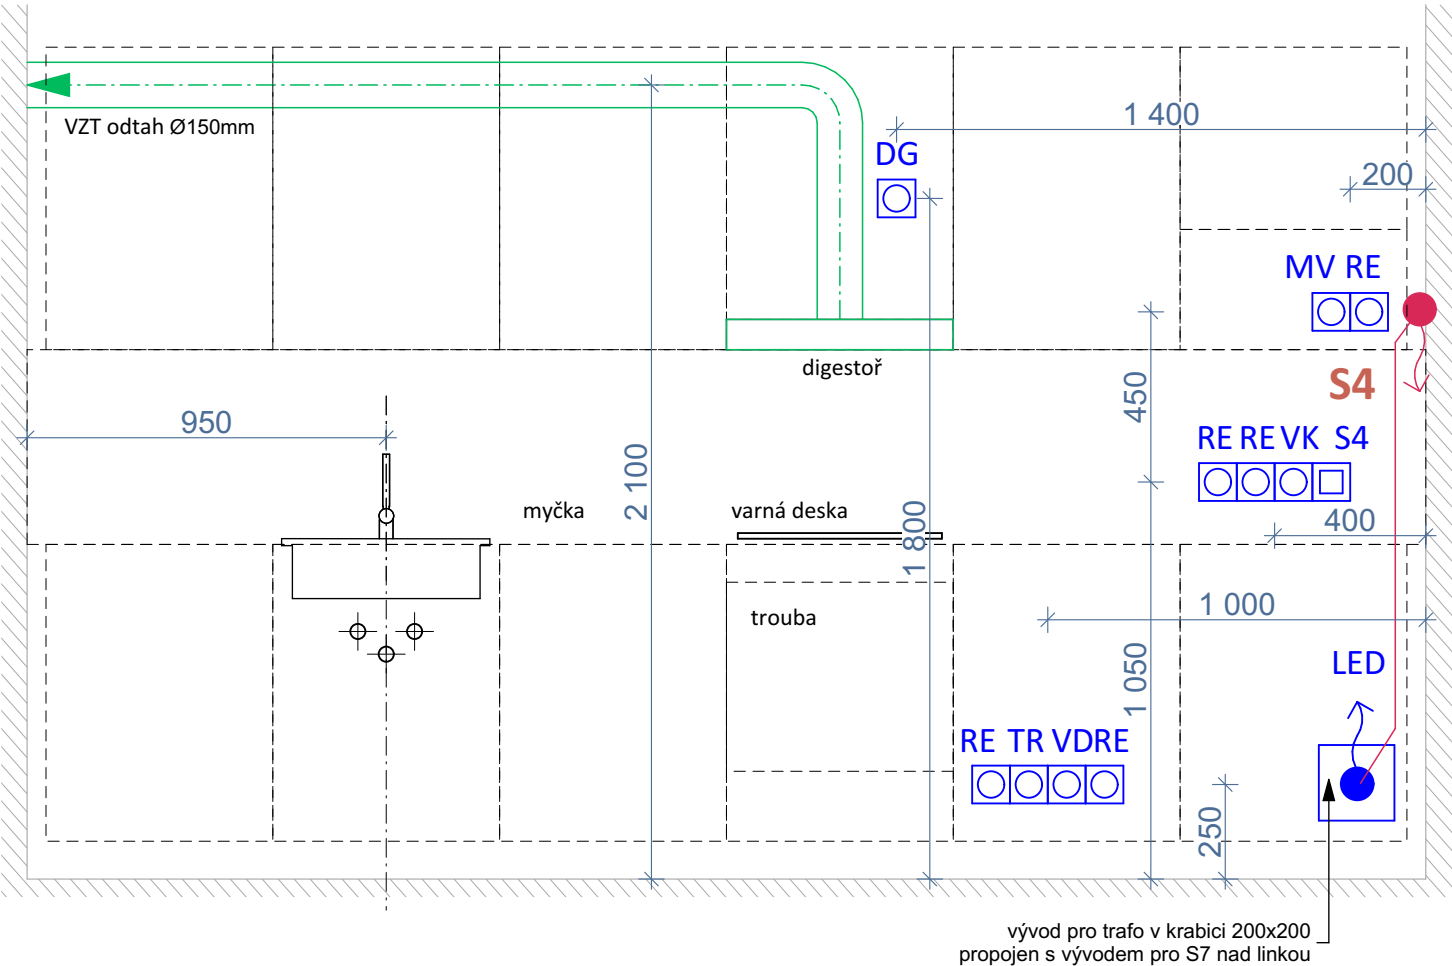 VZT odtah Ø150mm
1 400
DG
200
MV RE
digestoř
S4
450
950
RE RE VK S4
2 100
myčka
varná deska
1 800
400
trouba
1 000
LED
1 050
RE TR VD RE
250
vývod pro trafo v krabici 200x200
propojen s vývodem pro S7 nad linkou